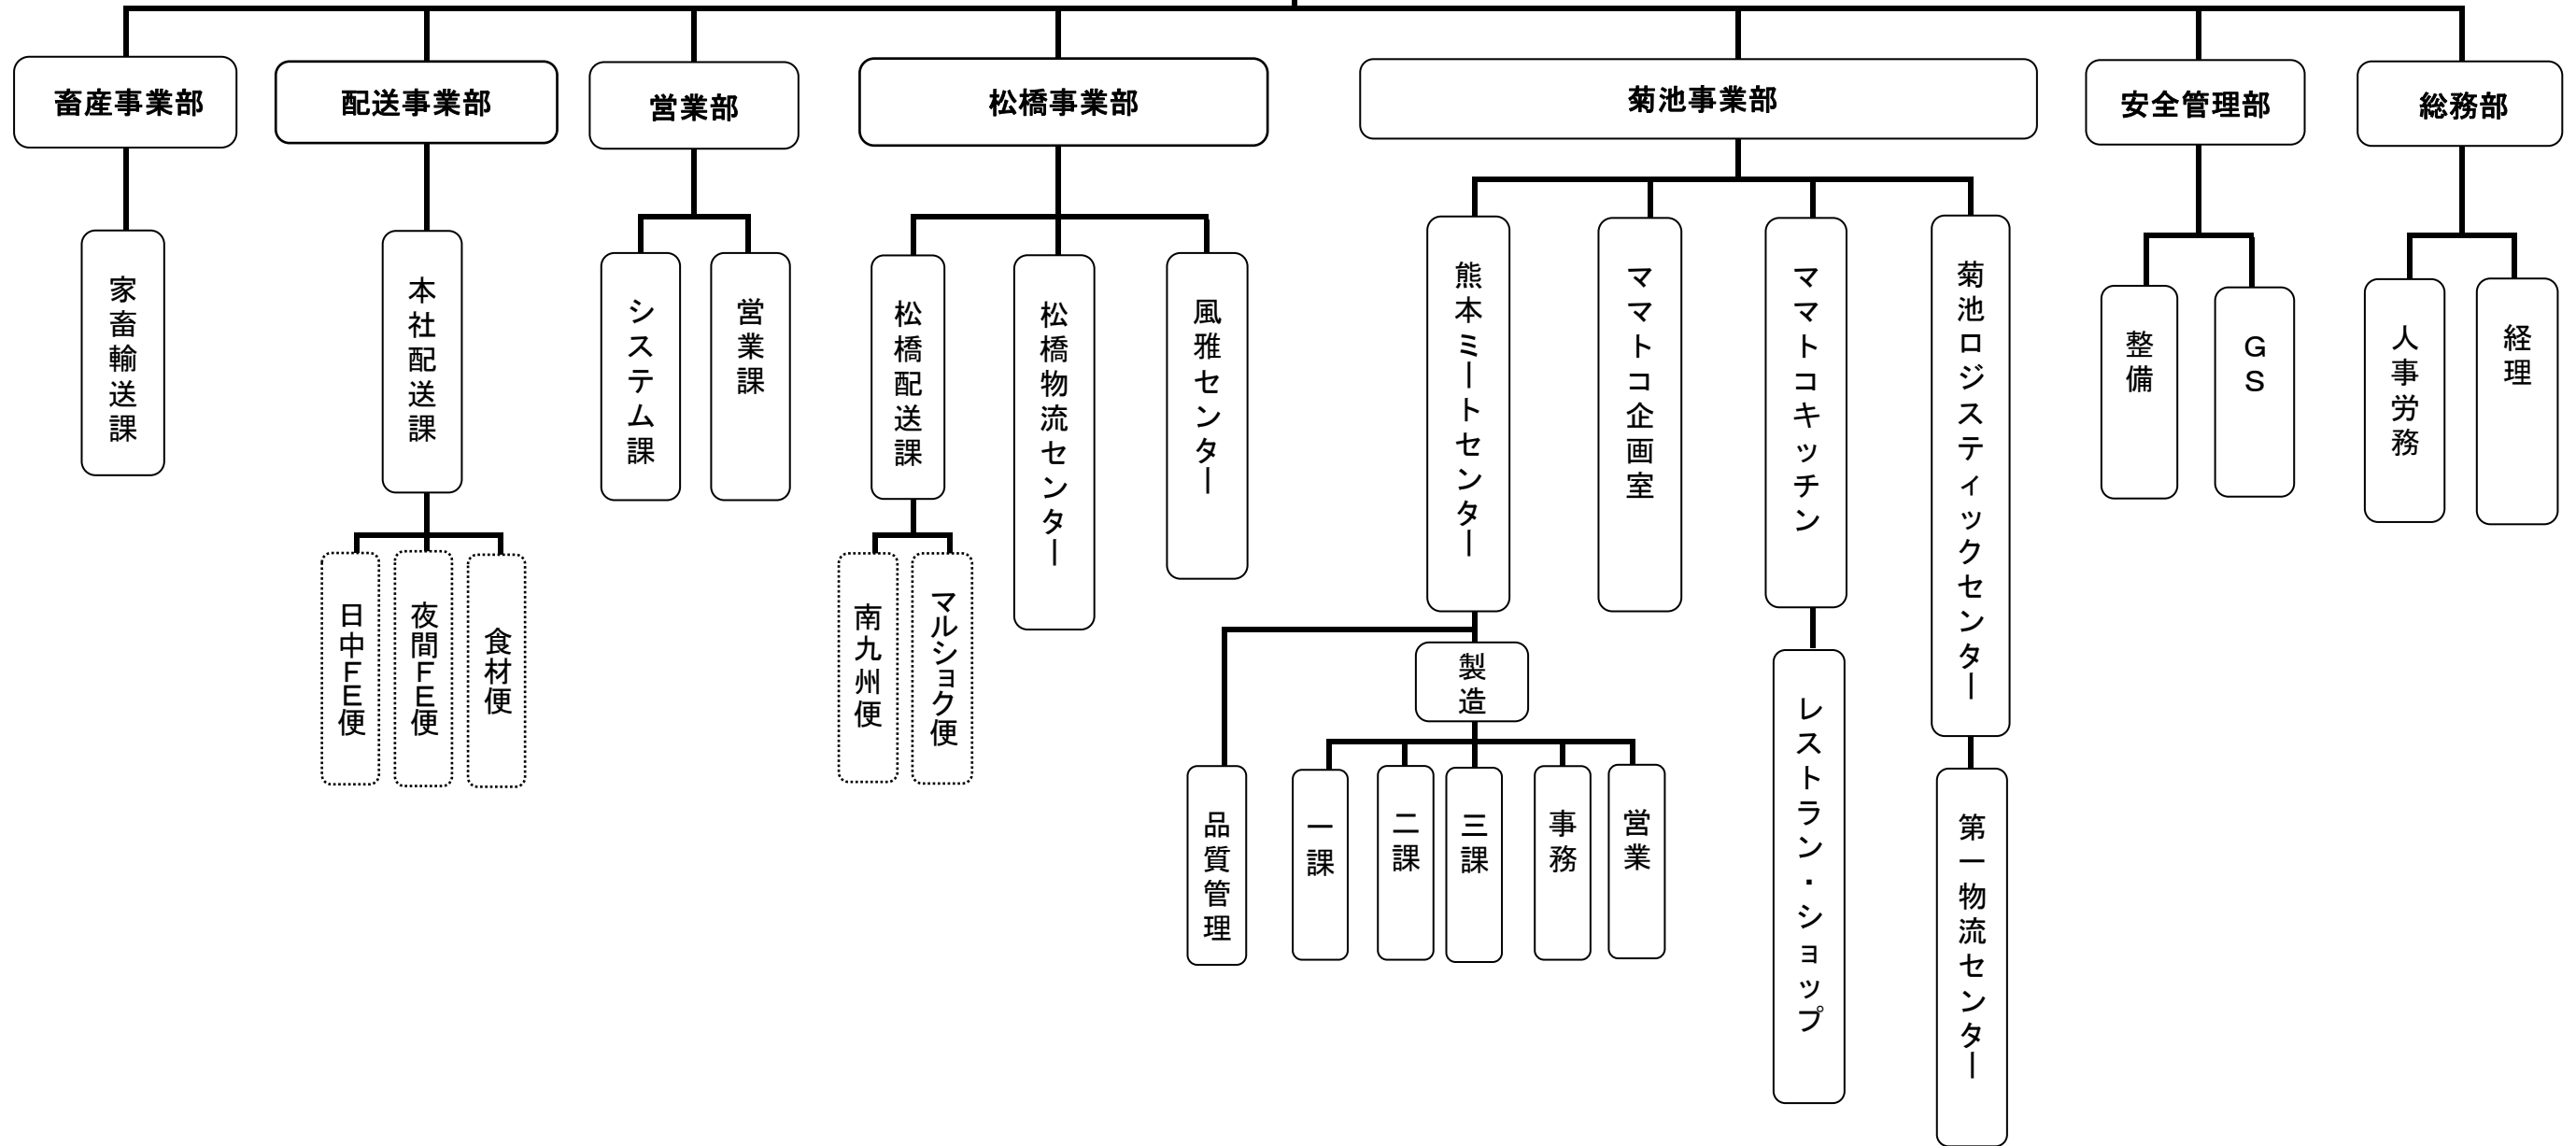 畜産事業部
配送事業部
営業部
松橋事業部
菊池事業部
安全管理部
総務部
家畜輸送課
本社配送課
システム課
営業課
松橋配送課
松橋物流センター
風雅センター
熊本ミートセンター
ママトコ企画室
ママトコキッチン
菊池ロジスティックセンター
整備
GS
人事労務
経理
日中FE便
夜間FE便
食材便
南九州便
マルショク便
製造
レストラン・ショップ
品質管理
一課
二課
三課
事務
営業
第一物流センター